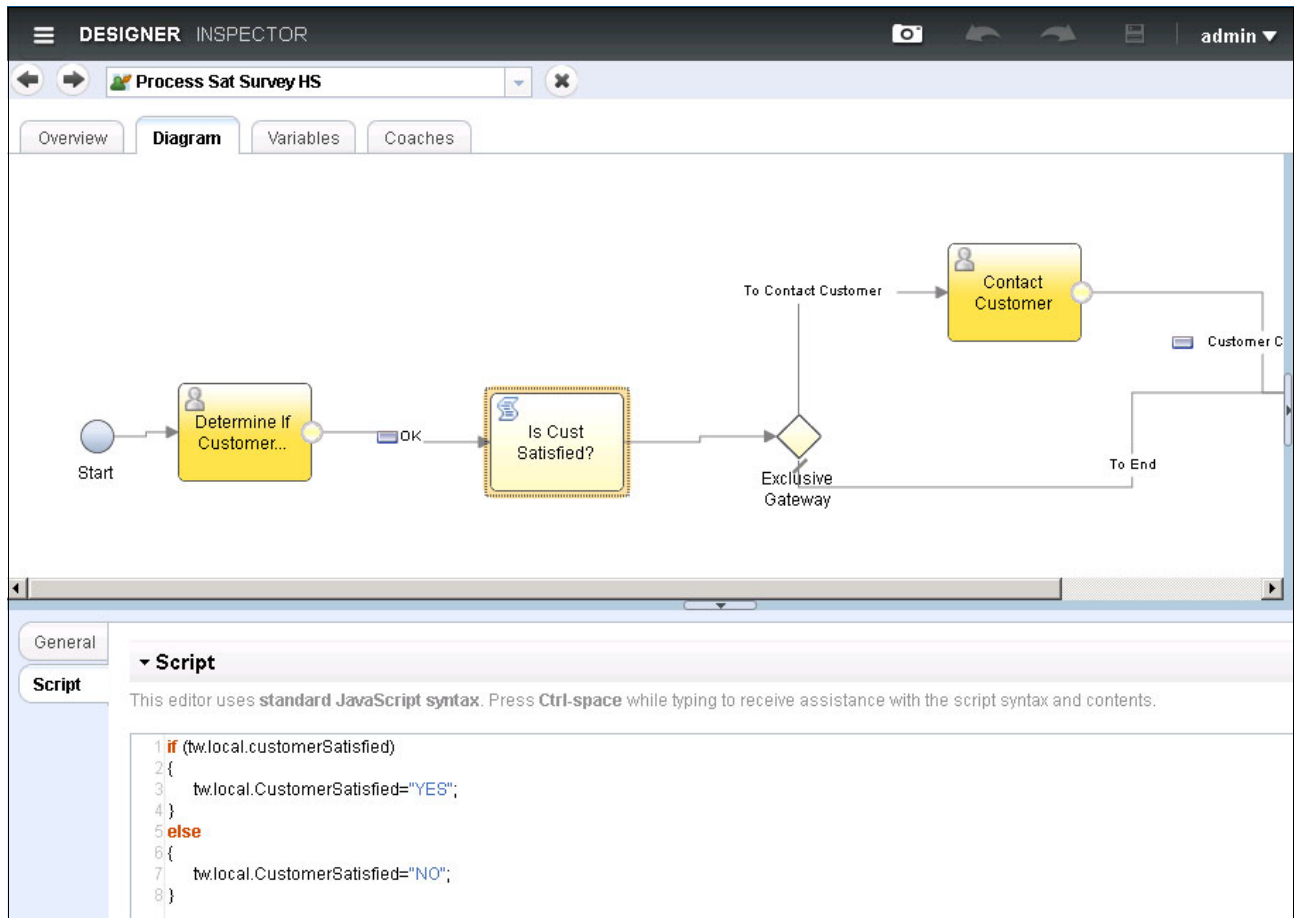 DESIGNER INSPECTOR
admin
Process Sat Survey HS
Overview
Diagram
Variables
Coaches
To Contact Customer
Contact
Customer
Customer C
Determine If
Customer...
OK
Is Cust
Satisfied?
Start
Exclusive
Gateway
To End
General
Script
Script
This editor uses standard JavaScript syntax. Press Ctrl-space while typing to receive assistance with the script syntax and contents.
1 if (tw.local.customerSatisfied)
2 {
3 tw.local.CustomerSatisfied="YES";
4 }
5 else
6 {
7 tw.local.CustomerSatisfied="NO";
8 }